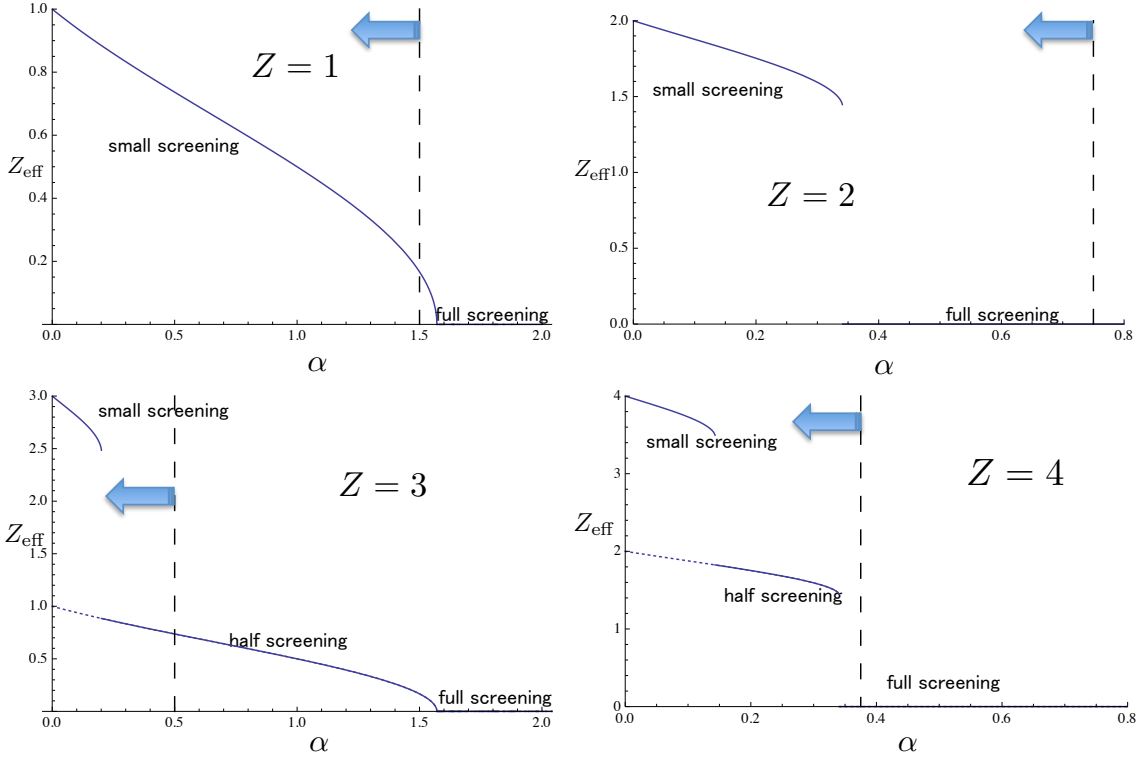 1.0
0.8
0.6
0.4
0.2
Z = 1
small screening
Z_eff
full screening
0.0 0.5 1.0 1.5 2.0
α
2.0
1.5
1.0
0.5
0.0
small screening
Z_eff
Z = 2
full screening
0.0 0.2 0.4 0.6 0.8
α
3.0
2.5
2.0
1.5
1.0
0.5
small screening
Z = 3
Z_eff
half screening
full screening
0.0 0.5 1.0 1.5 2.0
α
4
3
2
1
0
small screening
Z = 4
Z_eff
half screening
full screening
0.0 0.2 0.4 0.6 0.8
α